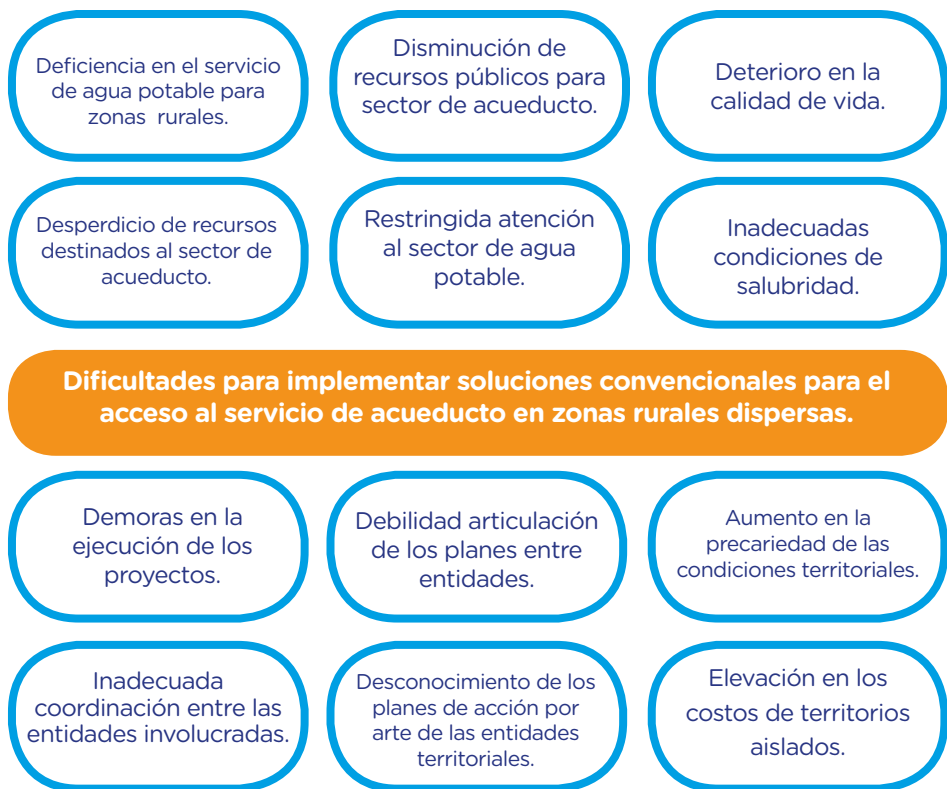 Deficiencia en el servicio
de agua potable para
zonas rurales.
Disminución de
recursos públicos para
sector de acueducto.
Deterioro en la
calidad de vida.
Desperdicio de recursos
destinados al sector de
acueducto.
Restringida atención
al sector de agua
potable.
Inadecuadas
condiciones de
salubridad.
Dificultades para implementar soluciones convencionales para el
acceso al servicio de acueducto en zonas rurales dispersas.
Demoras en la
ejecución de los
proyectos.
Debilidad articulación
de los planes entre
entidades.
Aumento en la
precariedad de las
condiciones territoriales.
Inadecuada
coordinación entre las
entidades involucradas.
Desconocimiento de los
planes de acción por
arte de las entidades
territoriales.
Elevación en los
costos de territorios
aislados.